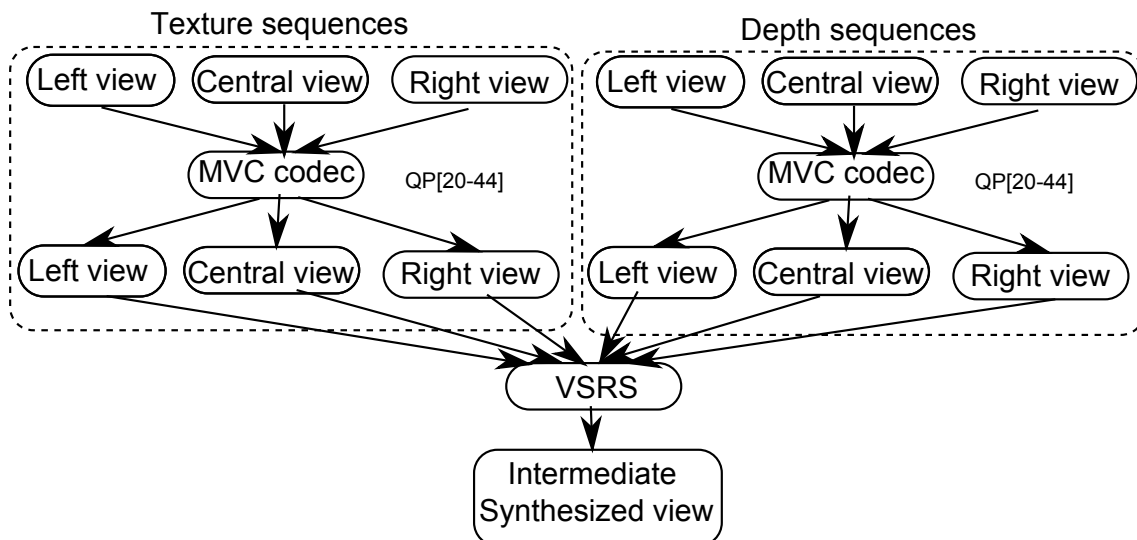 Texture sequences
Left view
Central view
Right view
MVC codec
QP[20-44]
Left view
Central view
Right view
Depth sequences
Left view
Central view
Right view
MVC codec
QP[20-44]
Left view
Central view
Right view
VSRS
Intermediate
Synthesized view